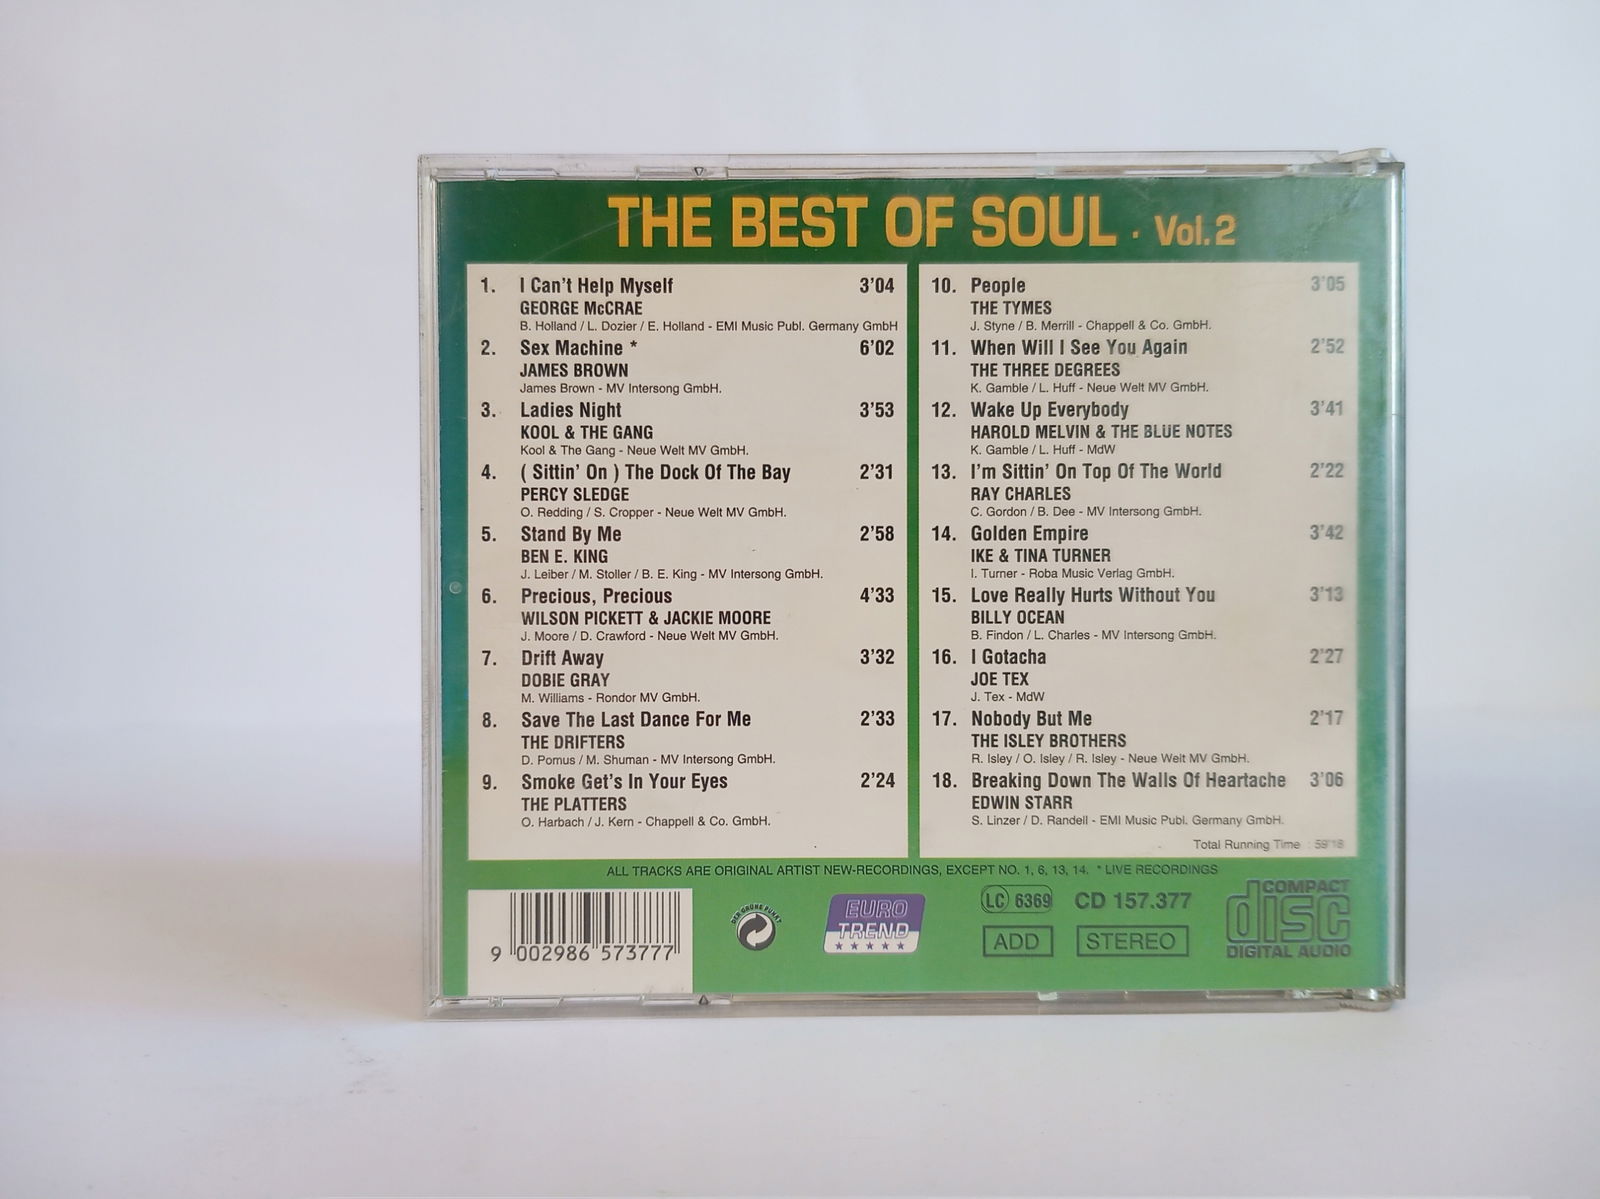 THE BEST OF SOUL · Vol. 2
1. I Can't Help Myself 3'04
GEORGE McCRAE
B. Holland / L. Dozier / E. Holland - EMI Music Publ. Germany GmbH
2. Sex Machine * 6'02
JAMES BROWN
James Brown - MV Intersong GmbH.
3. Ladies Night 3'53
KOOL & THE GANG
Kool & The Gang - Neue Welt MV GmbH.
4. ( Sittin' On ) The Dock Of The Bay 2'31
PERCY SLEDGE
O. Redding / S. Cropper - Neue Welt MV GmbH.
5. Stand By Me 2'58
BEN E. KING
J. Leiber / M. Stoller / B. E. King - MV Intersong GmbH.
6. Precious, Precious 4'33
WILSON PICKETT & JACKIE MOORE
J. Moore / D. Crawford - Neue Welt MV GmbH.
7. Drift Away 3'32
DOBIE GRAY
M. Williams - Rondor MV GmbH.
8. Save The Last Dance For Me 2'33
THE DRIFTERS
D. Pomus / M. Shuman - MV Intersong GmbH.
9. Smoke Get's In Your Eyes 2'24
THE PLATTERS
O. Harbach / J. Kern - Chappell & Co. GmbH.
10. People 3'05
THE TYMES
J. Styne / B. Merrill - Chappell & Co. GmbH.
11. When Will I See You Again 2'52
THE THREE DEGREES
K. Gamble / L. Huff - Neue Welt MV GmbH.
12. Wake Up Everybody 3'41
HAROLD MELVIN & THE BLUE NOTES
K. Gamble / L. Huff - MdW
13. I'm Sittin' On Top Of The World 2'22
RAY CHARLES
C. Gordon / B. Dee - MV Intersong GmbH.
14. Golden Empire 3'42
IKE & TINA TURNER
I. Turner - Roba Music Verlag GmbH.
15. Love Really Hurts Without You 3'13
BILLY OCEAN
B. Findon / L. Charles - MV Intersong GmbH.
16. I Gotacha 2'27
JOE TEX
J. Tex - MdW
17. Nobody But Me 2'17
THE ISLEY BROTHERS
R. Isley / O. Isley / R. Isley - Neue Welt MV GmbH.
18. Breaking Down The Walls Of Heartache 3'06
EDWIN STARR
S. Linzer / D. Randell - EMI Music Publ. Germany GmbH.
Total Running Time : 59'18
ALL TRACKS ARE ORIGINAL ARTIST NEW-RECORDINGS, EXCEPT NO. 1, 6, 13, 14. * LIVE RECORDINGS
9 002986 573777
DER GRÜNE PUNKT
EURO
TREND
LC 6369
CD 157.377
ADD
STEREO
COMPACT
disc
DIGITAL AUDIO